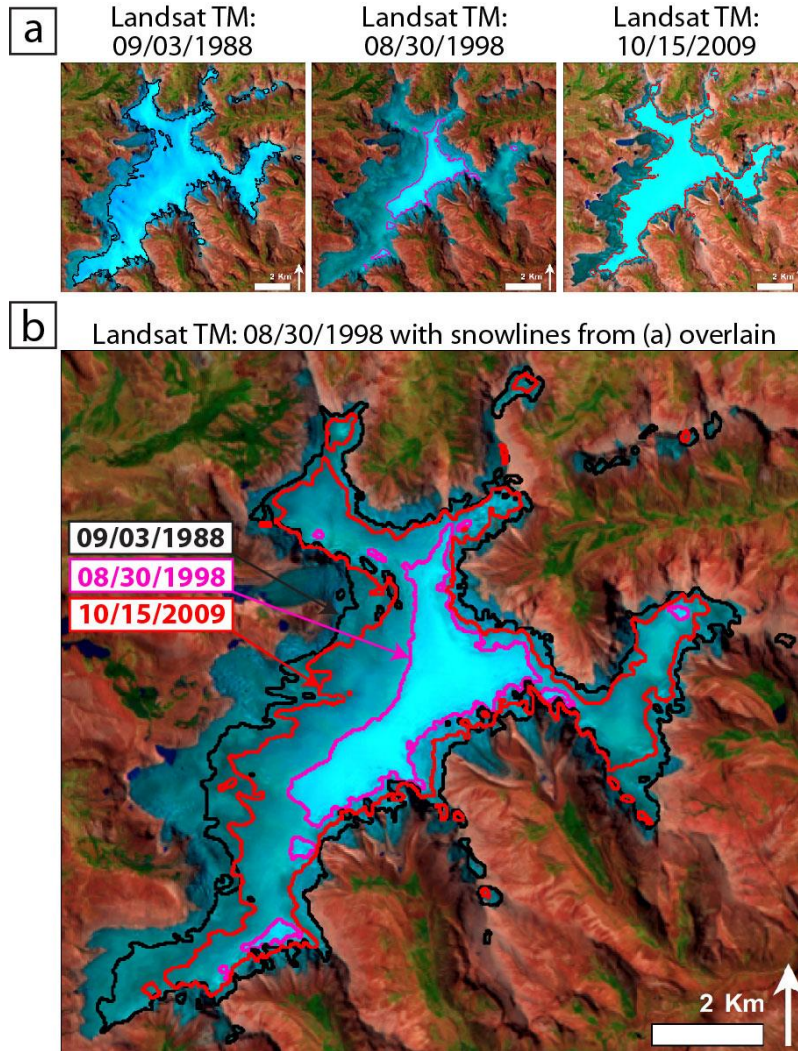 a
Landsat TM:
09/03/1988
Landsat TM:
08/30/1998
Landsat TM:
10/15/2009
2 Km
2 Km
2 Km
b
Landsat TM: 08/30/1998 with snowlines from (a) overlain
09/03/1988
08/30/1998
10/15/2009
2 Km